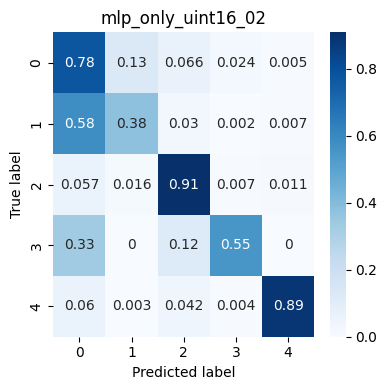 mlp_only_uint16_02
0 0.78 0.13 0.066 0.024 0.005
1 0.58 0.38 0.03 0.002 0.007
2 0.057 0.016 0.91 0.007 0.011
3 0.33 0 0.12 0.55 0
4 0.06 0.003 0.042 0.004 0.89
0 1 2 3 4
Predicted label
True label
0.8
0.6
0.4
0.2
0.0